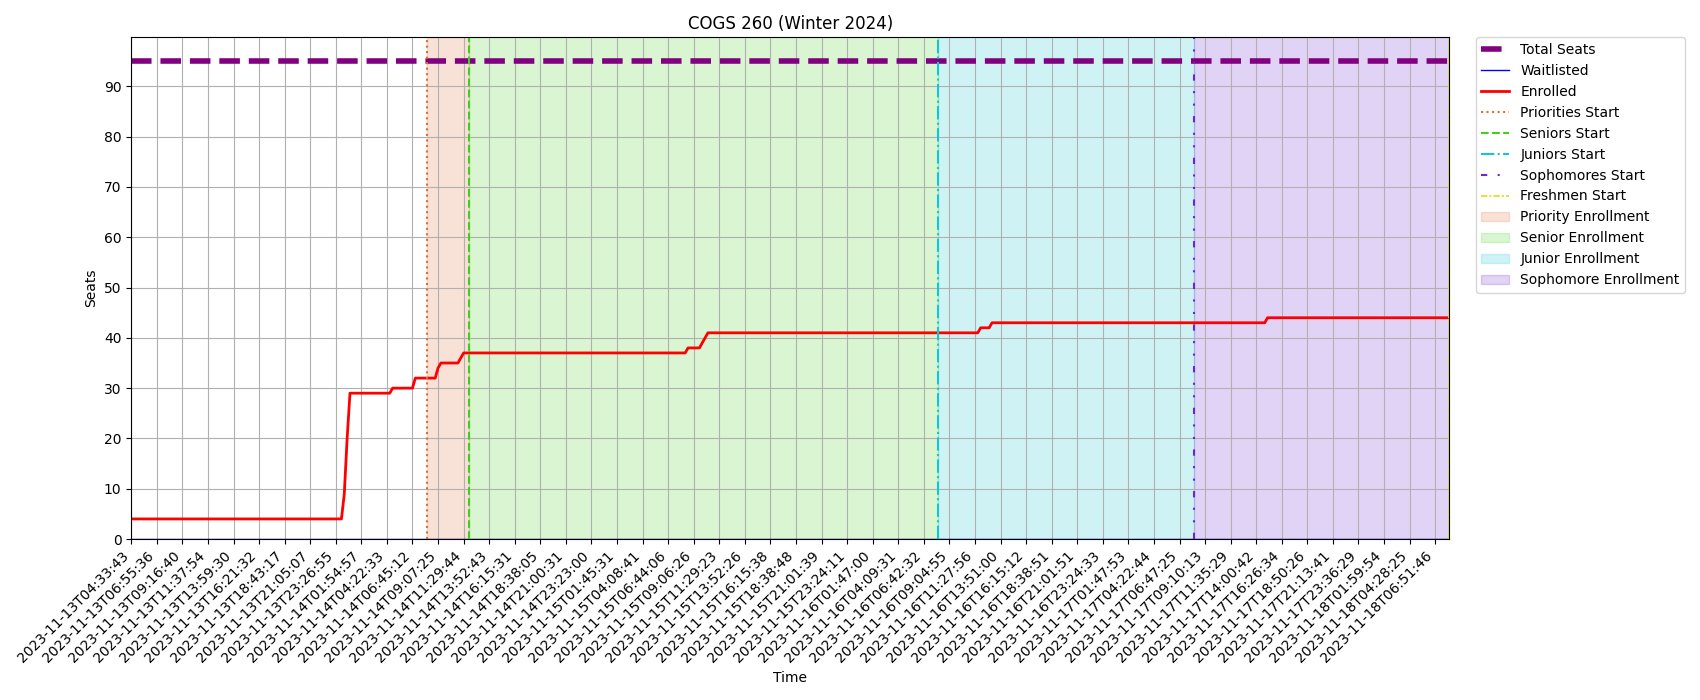 COGS 260 (Winter 2024)
Total Seats
Waitlisted
Enrolled
Priorities Start
Seniors Start
Juniors Start
Sophomores Start
Freshmen Start
Priority Enrollment
Senior Enrollment
Junior Enrollment
Sophomore Enrollment
Seats
90
80
70
60
50
40
30
20
10
0
2023-11-13T04:33:43
2023-11-13T06:55:36
2023-11-13T09:16:40
2023-11-13T11:37:54
2023-11-13T13:59:30
2023-11-13T16:21:32
2023-11-13T18:43:17
2023-11-13T21:05:07
2023-11-13T23:26:55
2023-11-14T01:54:57
2023-11-14T04:22:33
2023-11-14T06:45:12
2023-11-14T09:07:25
2023-11-14T11:29:44
2023-11-14T13:52:43
2023-11-14T16:15:31
2023-11-14T18:38:05
2023-11-14T21:00:31
2023-11-14T23:23:00
2023-11-15T01:45:31
2023-11-15T04:08:41
2023-11-15T06:44:06
2023-11-15T09:06:26
2023-11-15T11:29:23
2023-11-15T13:52:26
2023-11-15T16:15:38
2023-11-15T18:38:48
2023-11-15T21:01:39
2023-11-15T23:24:11
2023-11-16T01:47:00
2023-11-16T04:09:31
2023-11-16T06:42:32
2023-11-16T09:04:55
2023-11-16T11:27:56
2023-11-16T13:51:00
2023-11-16T16:15:12
2023-11-16T18:38:51
2023-11-16T21:01:51
2023-11-16T23:24:33
2023-11-17T01:47:53
2023-11-17T04:22:44
2023-11-17T06:47:25
2023-11-17T09:10:13
2023-11-17T11:35:29
2023-11-17T14:00:42
2023-11-17T16:26:34
2023-11-17T18:50:26
2023-11-17T21:13:41
2023-11-17T23:36:29
2023-11-18T01:59:54
2023-11-18T04:28:25
2023-11-18T06:51:46
Time